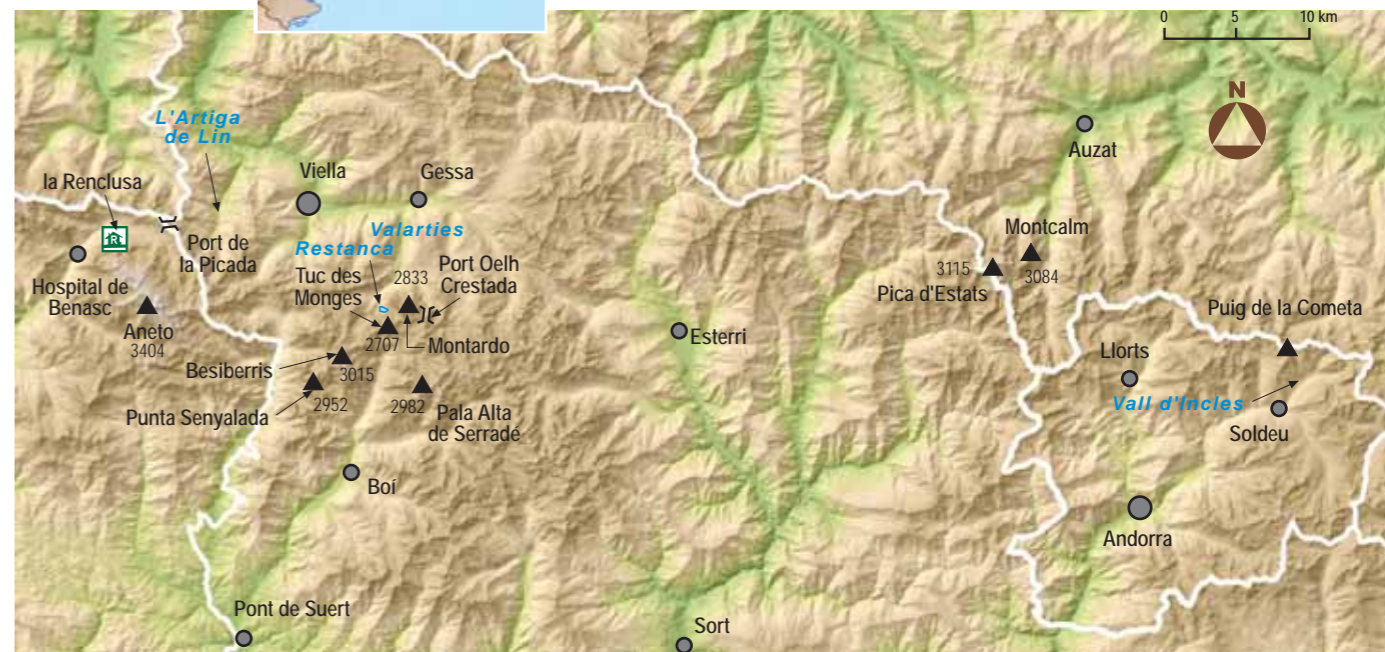 0 5 10 km
N
L'Artiga
de Lin
Auzat
la Renclusa
Viella
Gessa
Valarties
Restanca
Montcalm
3084
Port de
la Picada
2833
Port Oelh
Crestada
3115
Pica d'Estats
Tuc des
Monges
2707
Hospital de
Benasc
Aneto
3404
Puig de la Cometa
Esterri
Montardo
Llorts
Besiberris
3015
Vall d'Incles
Punta Senyalada
2952
2982
Pala Alta
de Serradé
Soldeu
Boí
Andorra
Pont de Suert
Sort
R